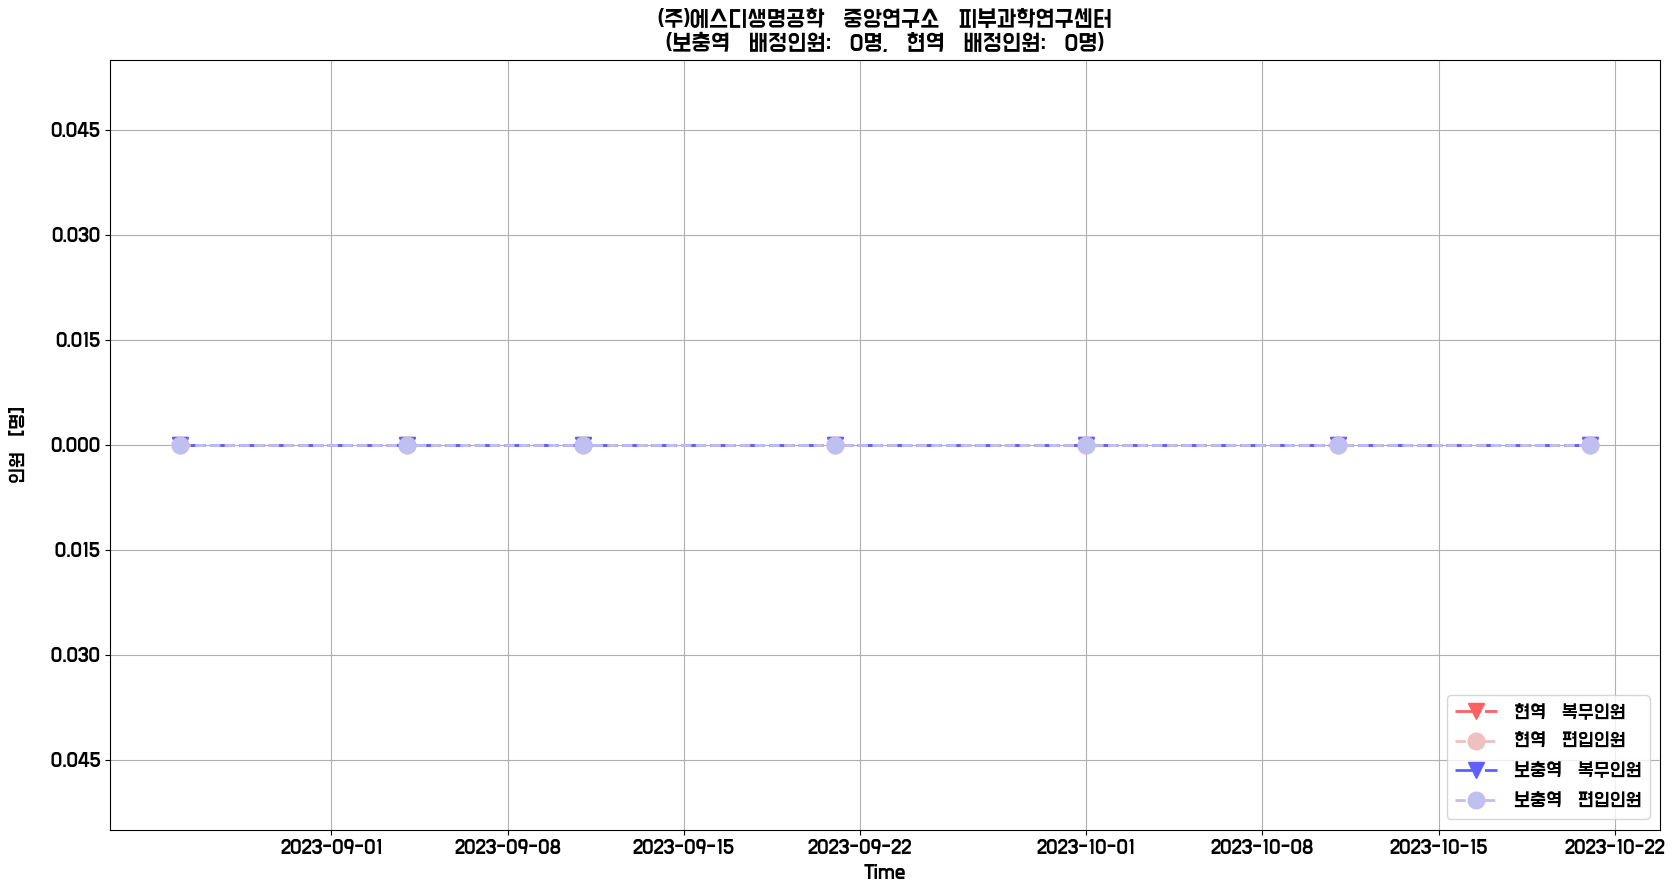 (주)에스디생명공학 중앙연구소 피부과학연구센터
(보충역 배정인원: 0명, 현역 배정인원: 0명)
인원 [명]
0.045
0.030
0.015
0.000
0.015
0.030
0.045
현역 복무인원
현역 편입인원
보충역 복무인원
보충역 편입인원
2023-09-01 2023-09-08 2023-09-15 2023-09-22 2023-10-01 2023-10-08 2023-10-15 2023-10-22
Time